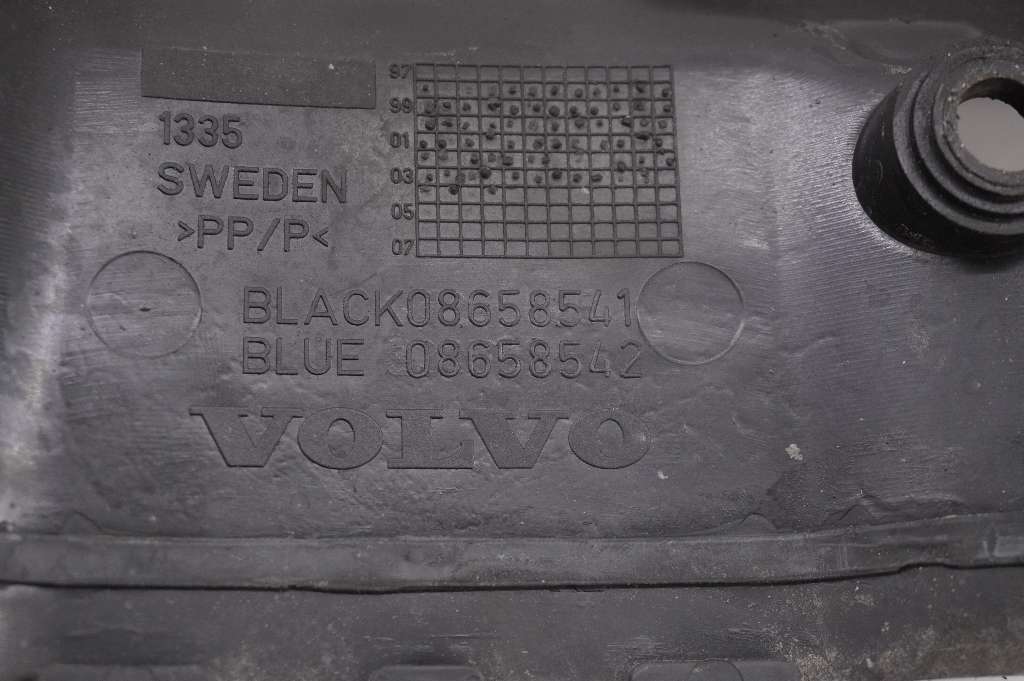 1335
SWEDEN
>PP/P<
97
99
01
03
05
07
BLACK08658541
BLUE 08658542
VOLVO